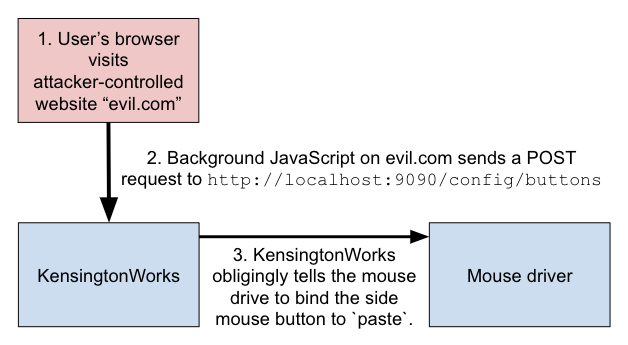 1. User’s browser
visits
attacker-controlled
website “evil.com”
2. Background JavaScript on evil.com sends a POST
request to http://localhost:9090/config/buttons
KensingtonWorks
3. KensingtonWorks
obligingly tells the mouse
drive to bind the side
mouse button to `paste`.
Mouse driver